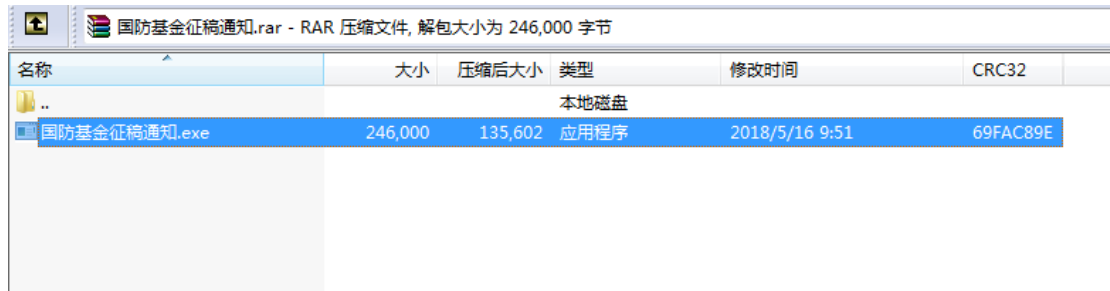 国防基金征稿通知.rar - RAR 压缩文件, 解包大小为 246,000 字节
名称 大小 压缩后大小 类型 修改时间 CRC32
.. 本地磁盘
国防基金征稿通知.exe 246,000 135,602 应用程序 2018/5/16 9:51 69FAC89E